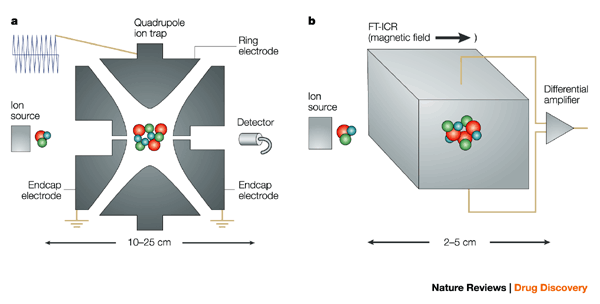 a
Quadrupole
ion trap
Ring
electrode
Ion
source
Detector
Endcap
electrode
Endcap
electrode
10–25 cm
b
FT-ICR
(magnetic field )
Ion
source
Differential
amplifier
2–5 cm
Nature Reviews | Drug Discovery